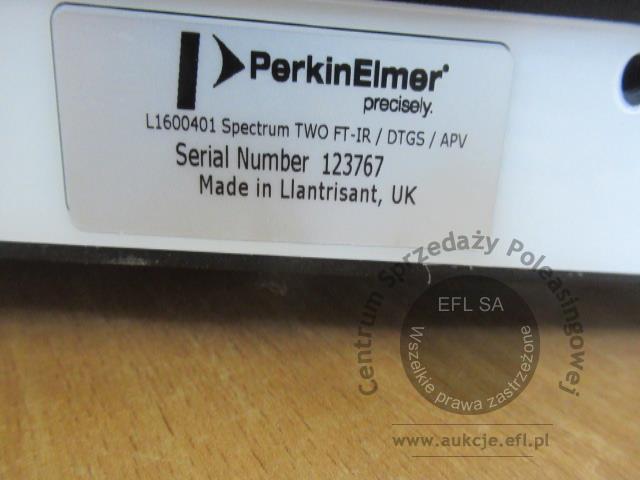 PerkinElmer®
precisely.
L1600401 Spectrum TWO FT-IR / DTGS / APV
Serial Number 123767
Made in Llantrisant, UK
Centrum Sprzedaży Poleasingowej
EFL SA
Wszelkie prawa zastrzeżone
www.aukcje.efl.pl